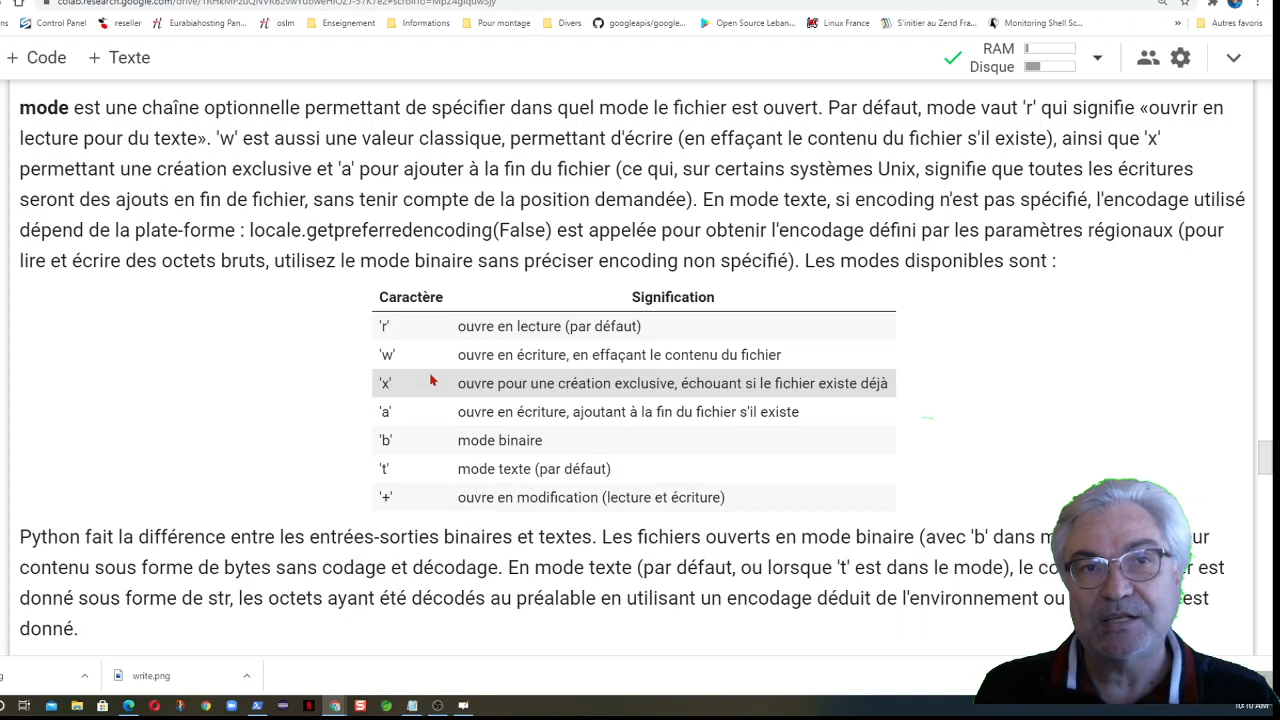 colab.research.google.com/drive/
Control Panel reseller Eurabiahosting Pan... oslm Enseignement Informations Pour montage Divers googleapis/google... Open Source Leban... Linux France S'initier au Zend Fra... Monitoring Shell Sc... » Autres favoris
+ Code + Texte RAM
Disque
mode est une chaîne optionnelle permettant de spécifier dans quel mode le fichier est ouvert. Par défaut, mode vaut 'r' qui signifie «ouvrir en
lecture pour du texte». 'w' est aussi une valeur classique, permettant d'écrire (en effaçant le contenu du fichier s'il existe), ainsi que 'x'
permettant une création exclusive et 'a' pour ajouter à la fin du fichier (ce qui, sur certains systèmes Unix, signifie que toutes les écritures
seront des ajouts en fin de fichier, sans tenir compte de la position demandée). En mode texte, si encoding n'est pas spécifié, l'encodage utilisé
dépend de la plate-forme : locale.getpreferredencoding(False) est appelée pour obtenir l'encodage défini par les paramètres régionaux (pour
lire et écrire des octets bruts, utilisez le mode binaire sans préciser encoding non spécifié). Les modes disponibles sont :
Caractère Signification
'r' ouvre en lecture (par défaut)
'w' ouvre en écriture, en effaçant le contenu du fichier
'x' ouvre pour une création exclusive, échouant si le fichier existe déjà
'a' ouvre en écriture, ajoutant à la fin du fichier s'il existe
'b' mode binaire
't' mode texte (par défaut)
'+' ouvre en modification (lecture et écriture)
Python fait la différence entre les entrées-sorties binaires et textes. Les fichiers ouverts en mode binaire (avec 'b' dans
contenu sous forme de bytes sans codage et décodage. En mode texte (par défaut, ou lorsque 't' est dans le mode), le est
donné sous forme de str, les octets ayant été décodés au préalable en utilisant un encodage déduit de l'environnement ou est
donné.
write.png
10:10 AM